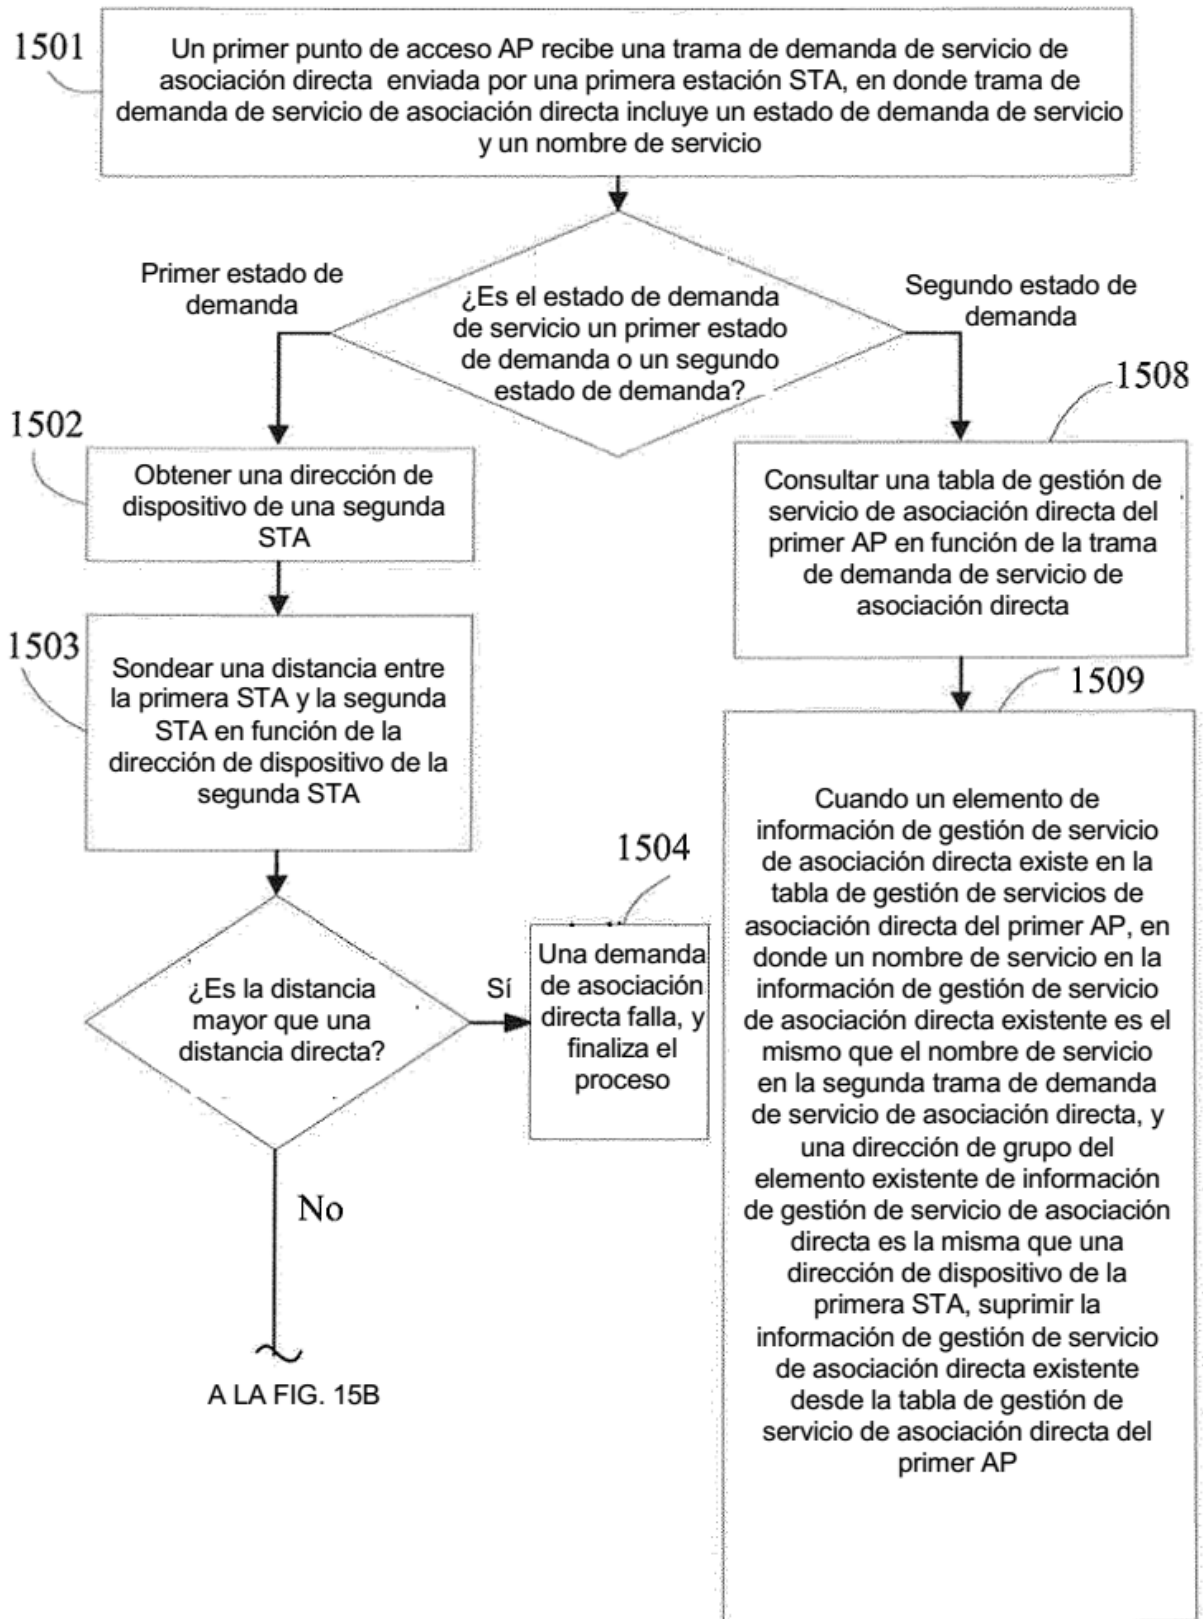 1501
Un primer punto de acceso AP recibe una trama de demanda de servicio de
asociación directa enviada por una primera estación STA, en donde trama de
demanda de servicio de asociación directa incluye un estado de demanda de servicio
y un nombre de servicio
Primer estado de
demanda
¿Es el estado de demanda
de servicio un primer estado
de demanda o un segundo
estado de demanda?
Segundo estado de
demanda
1502
Obtener una dirección de
dispositivo de una segunda
STA
1508
Consultar una tabla de gestión de
servicio de asociación directa del
primer AP en función de la trama
de demanda de servicio de
asociación directa
1503
Sondear una distancia entre
la primera STA y la segunda
STA en función de la
dirección de dispositivo de la
segunda STA
1509
Cuando un elemento de
información de gestión de servicio
de asociación directa existe en la
tabla de gestión de servicios de
asociación directa del primer AP, en
donde un nombre de servicio en la
información de gestión de servicio
de asociación directa existente es el
mismo que el nombre de servicio
en la segunda trama de demanda
de servicio de asociación directa, y
una dirección de grupo del
elemento existente de información
de gestión de servicio de asociación
directa es la misma que una
dirección de dispositivo de la
primera STA, suprimir la
información de gestión de servicio
de asociación directa existente
desde la tabla de gestión de
servicio de asociación directa del
primer AP
¿Es la distancia
mayor que una
distancia directa?
Sí
1504
Una demanda
de asociación
directa falla, y
finaliza el
proceso
No
A LA FIG. 15B